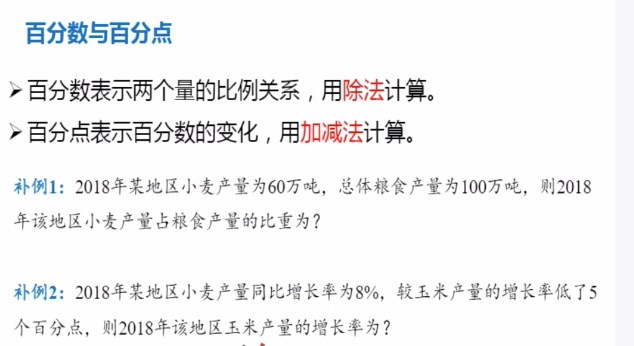 百分数与百分点
➢百分数表示两个量的比例关系，用除法计算。
➢百分点表示百分数的变化，用加减法计算。
补例1：2018年某地区小麦产量为60万吨，总体粮食产量为100万吨，则2018
年该地区小麦产量占粮食产量的比重为？
补例2：2018年某地区小麦产量同比增长率为8%，较玉米产量的增长率低了5
个百分点，则2018年该地区玉米产量的增长率为？